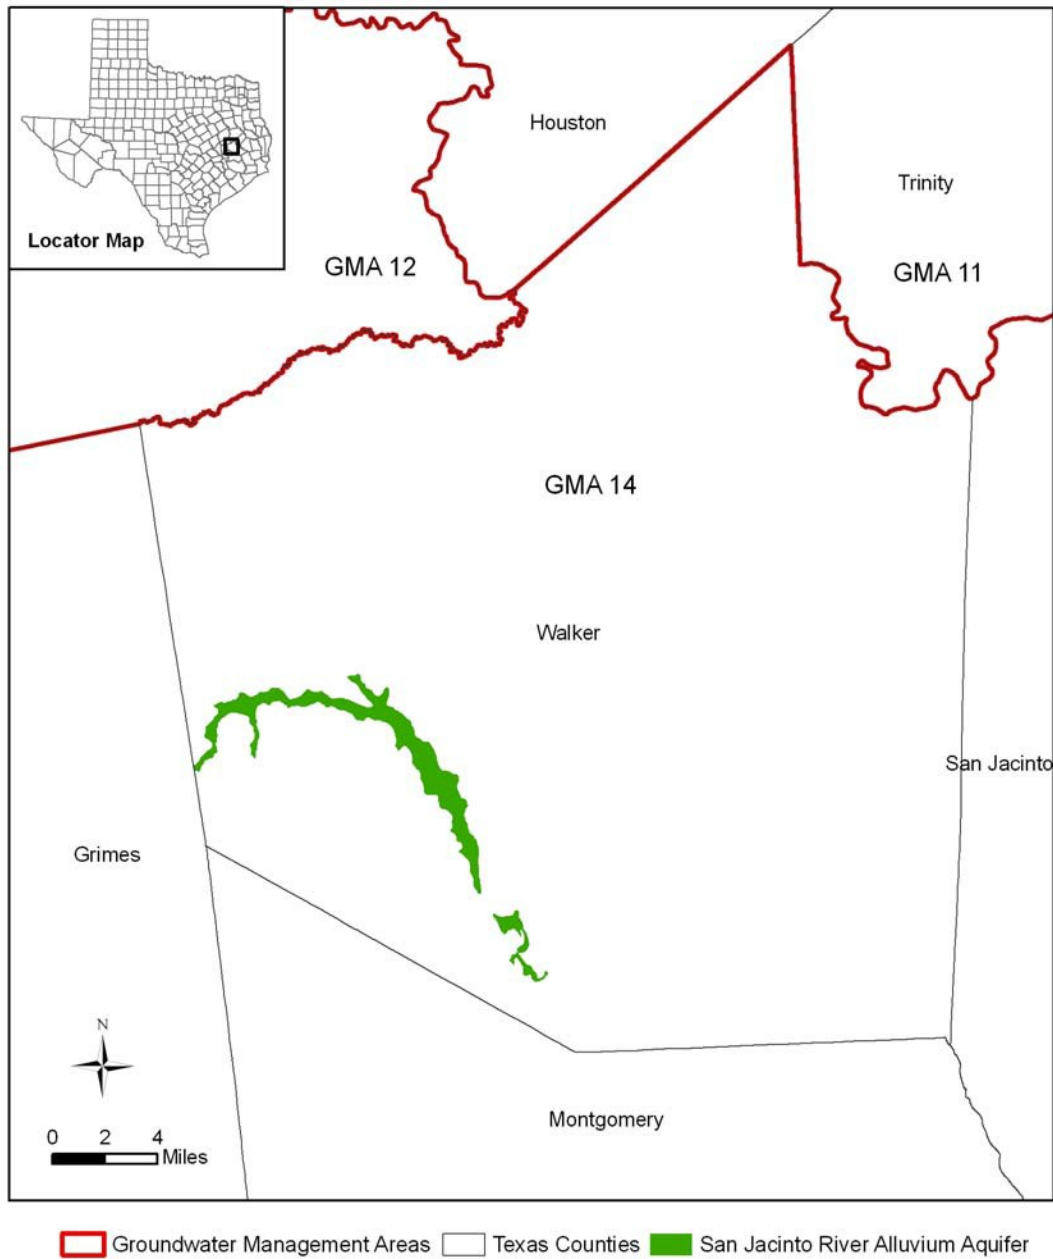 Houston
Trinity
Locator Map
GMA 12
GMA 11
GMA 14
Walker
San Jacinto
Grimes
N
Montgomery
0 2 4
Miles
Groundwater Management Areas Texas Counties San Jacinto River Alluvium Aquifer